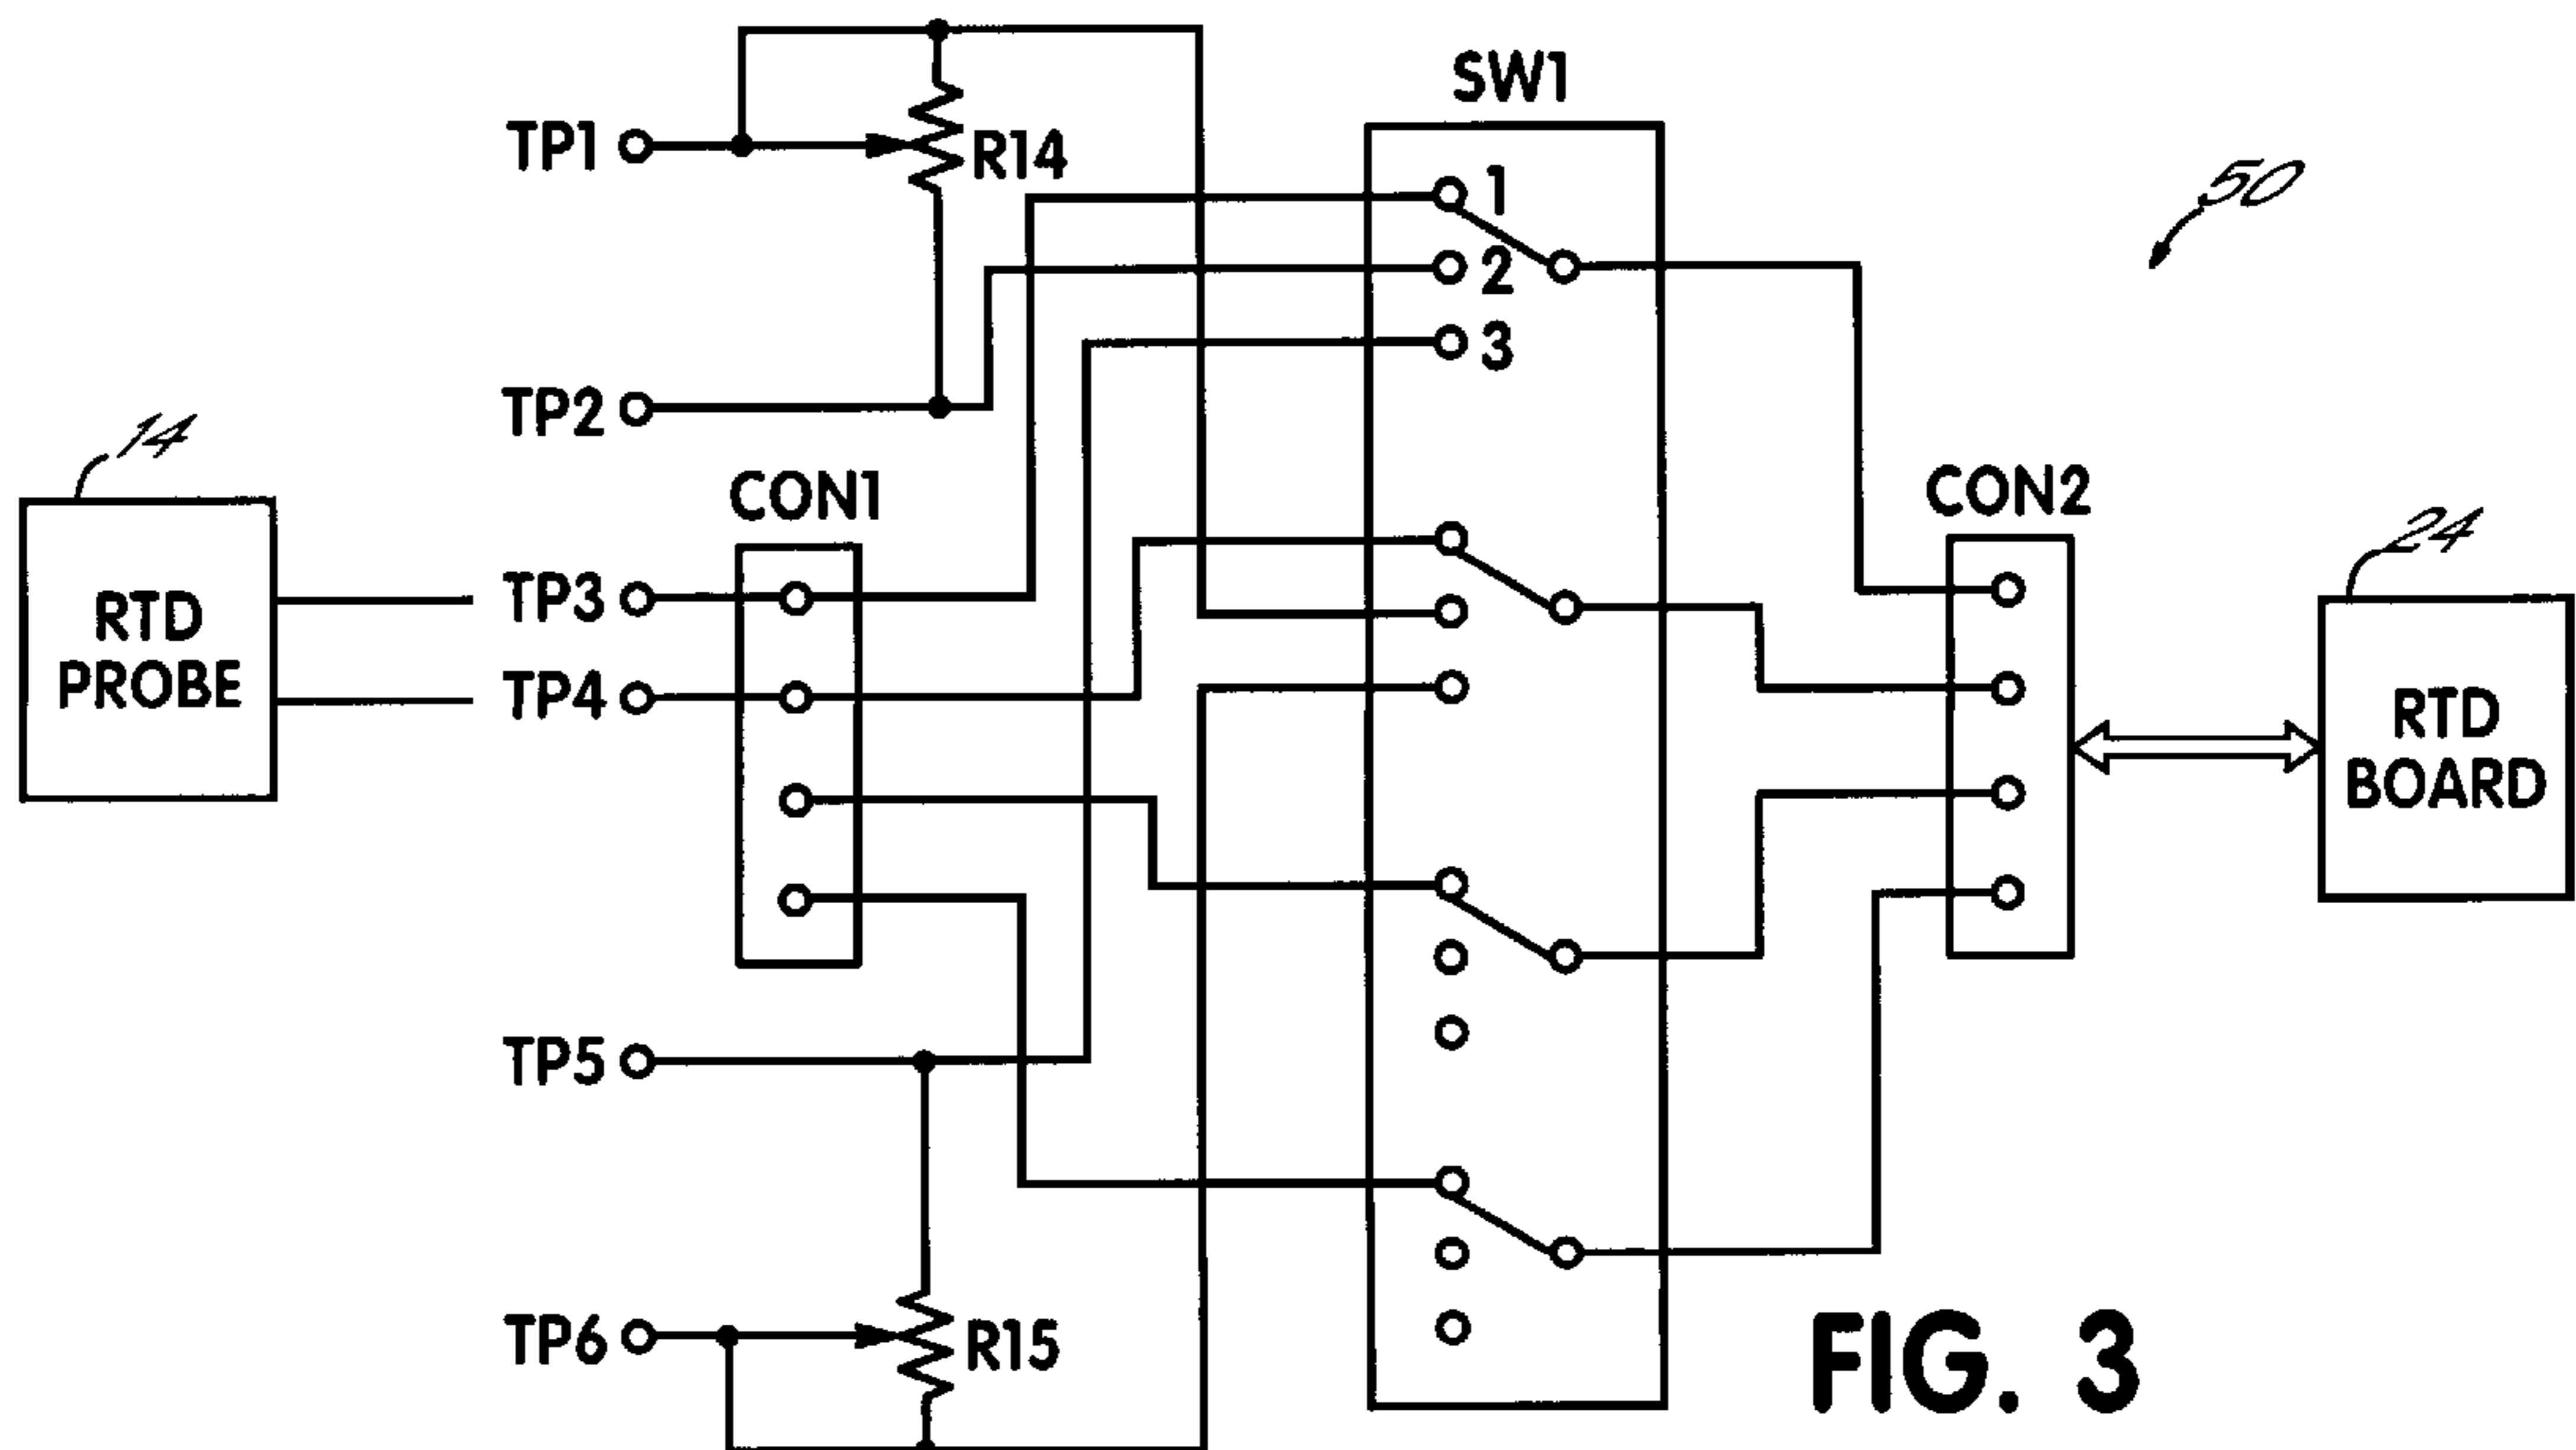 SW1
TP1
R14
1
2
3
50
TP2
14
CON1
CON2
24
RTD
PROBE
TP3
TP4
RTD
BOARD
TP5
TP6
R15
FIG. 3